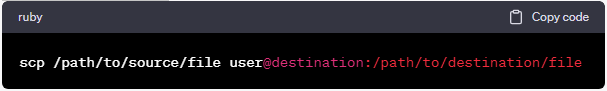 ruby Copy code
scp /path/to/source/file user@destination:/path/to/destination/file